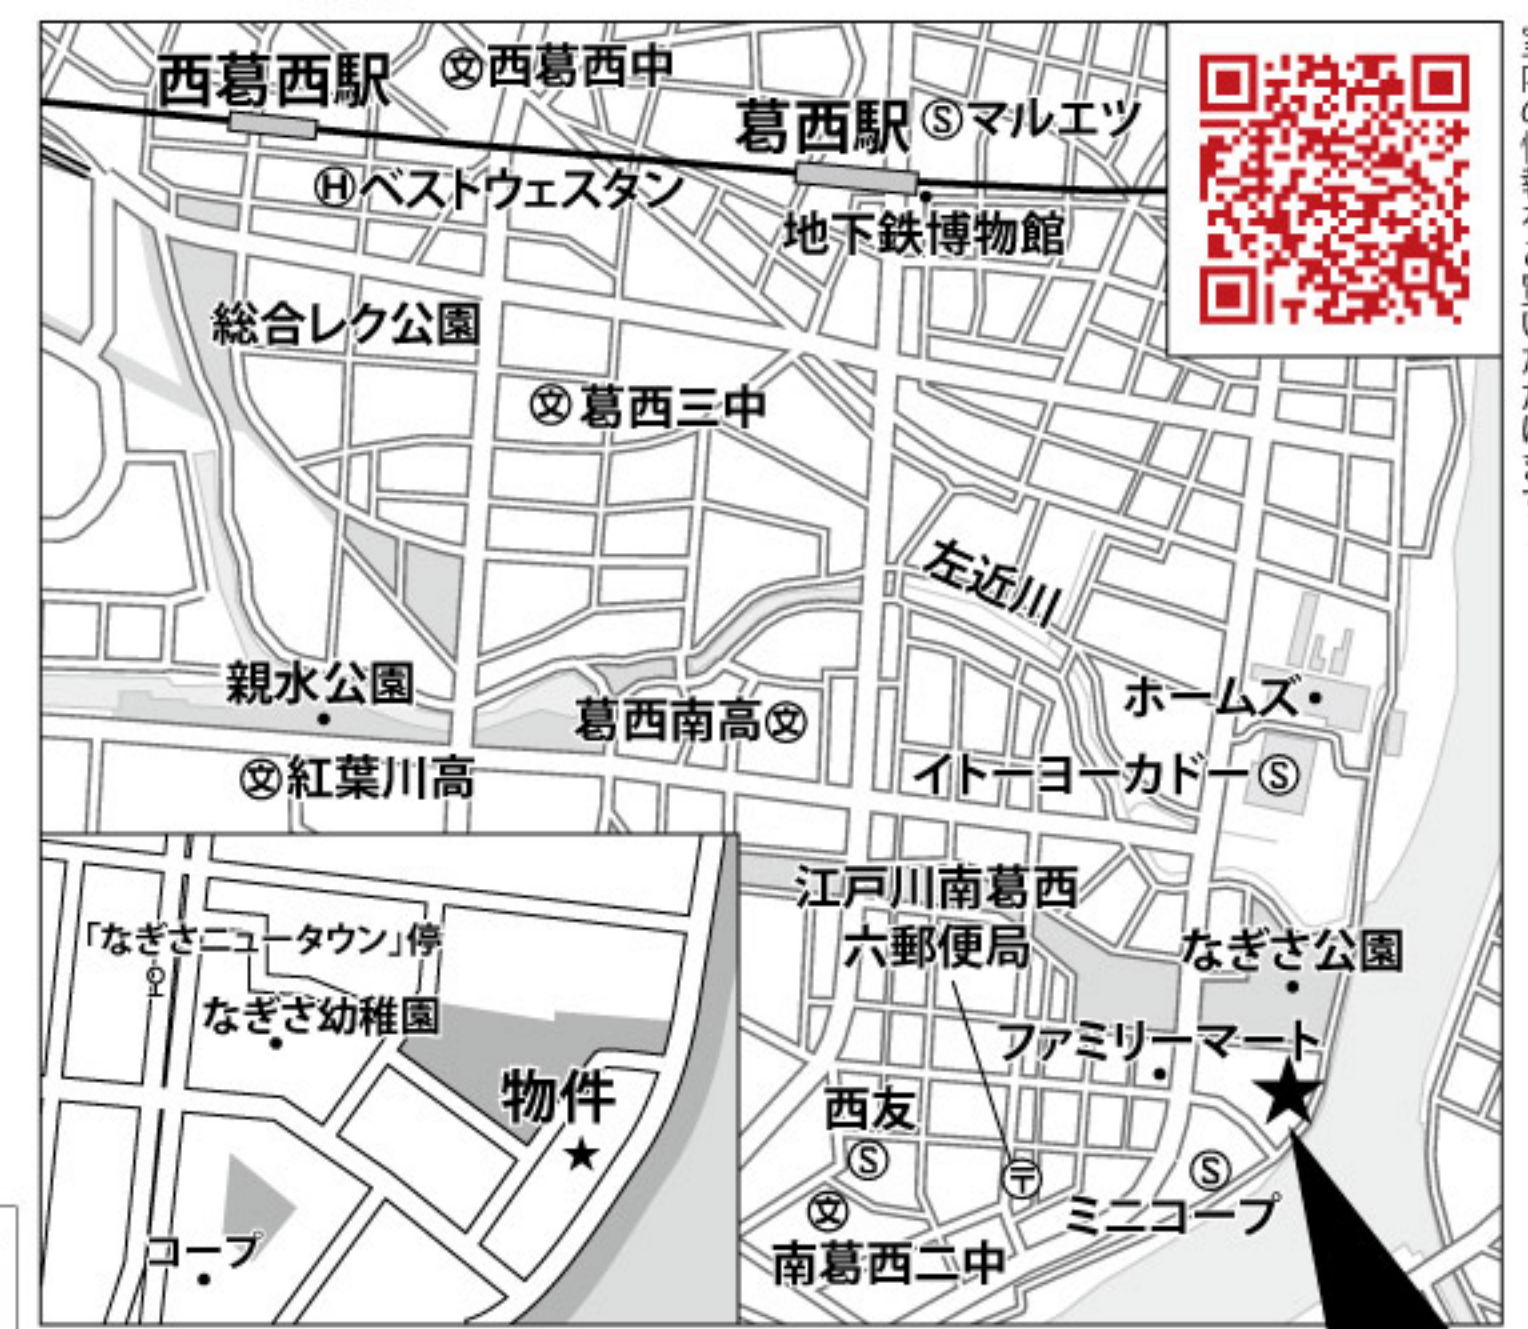 西葛西駅
㊛西葛西中
葛西駅
Ⓢマルエツ
Ⓗベストウェスタン
地下鉄博物館
総合レク公園
文 葛西三中
左近川
親水公園
ホームズ
葛西南高 文
文 紅葉川高
イトーヨーカドーⓈ
江戸川南葛西
六郵便局
なぎさ公園
「なぎさニュータウン」停
なぎさ幼稚園
ファミリーマート
物件
西友
Ⓢ
〒
Ⓢ
ミニコープ
文
南葛西二中
コープ